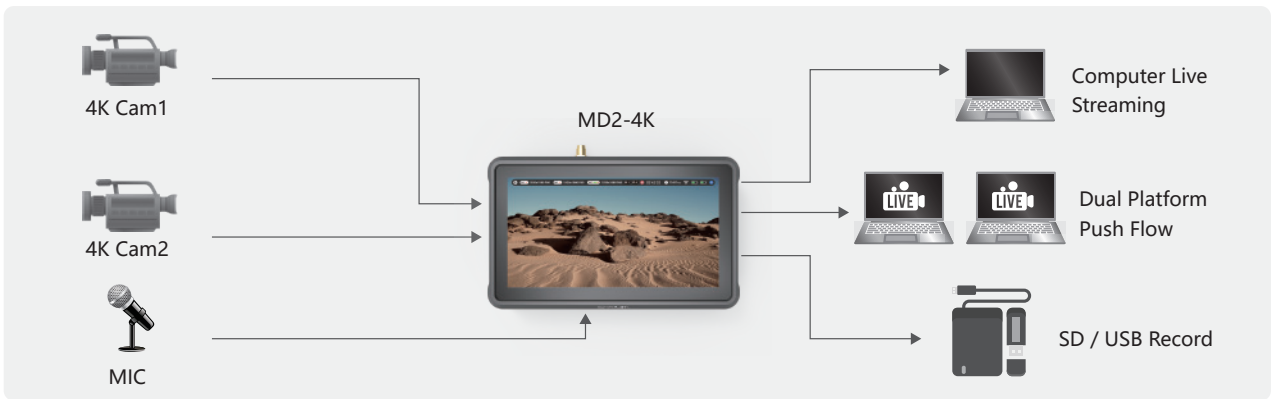 4K Cam1
4K Cam2
MIC
MD2-4K
Computer Live
Streaming
LIVE
LIVE
Dual Platform
Push Flow
SD / USB Record